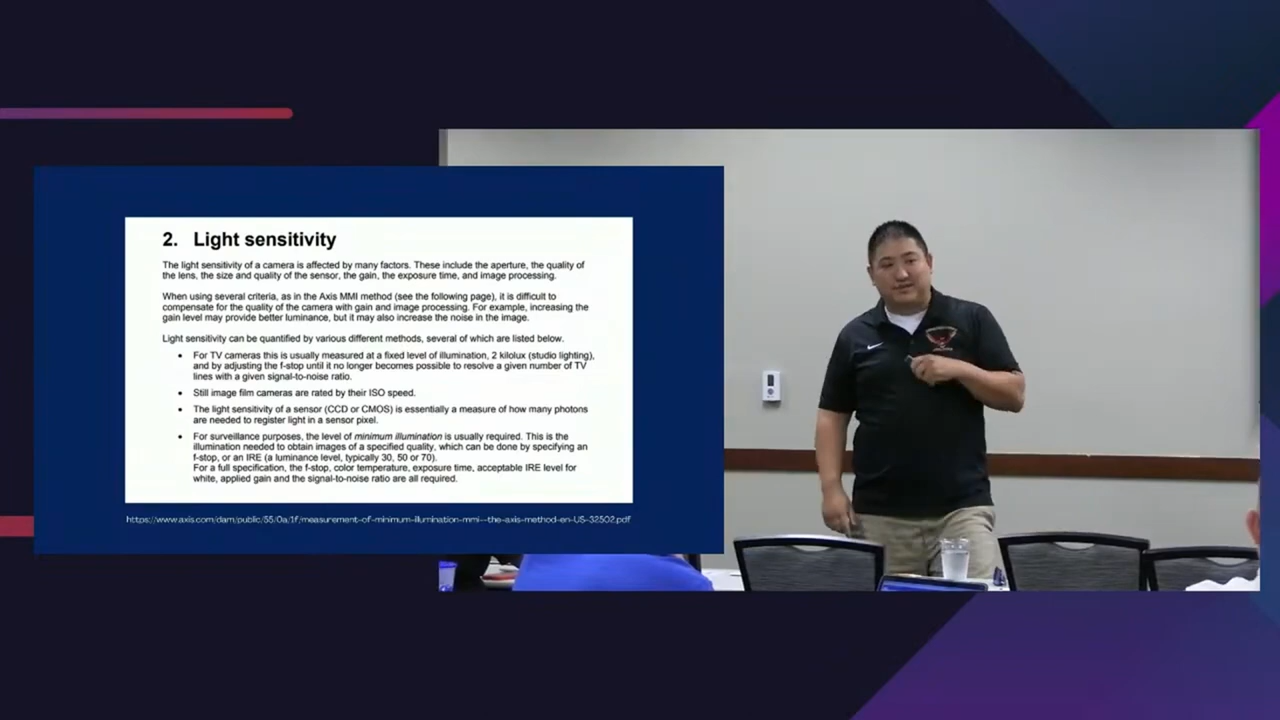 2. Light sensitivity
The light sensitivity of a camera is affected by many factors. These include the aperture, the quality of
the lens, the size and quality of the sensor, the gain, the exposure time, and image processing.
When using several criteria, as in the Axis MMI method (see the following page), it is difficult to
compensate for the quality of the camera with gain and image processing. For example, increasing the
gain level may provide better luminance, but it may also increase the noise in the image.
Light sensitivity can be quantified by various different methods, several of which are listed below.
• For TV cameras this is usually measured at a fixed level of illumination, 2 kilolux (studio lighting),
and by adjusting the f-stop until it no longer becomes possible to resolve a given number of TV
lines with a given signal-to-noise ratio.
• Still image film cameras are rated by their ISO speed.
• The light sensitivity of a sensor (CCD or CMOS) is essentially a measure of how many photons
are needed to register light in a sensor pixel.
• For surveillance purposes, the level of minimum illumination is usually required. This is the
illumination needed to obtain images of a specified quality, which can be done by specifying an
f-stop, or an IRE (a luminance level, typically 30, 50 or 70).
For a full specification, the f-stop, color temperature, exposure time, acceptable IRE level for
white, applied gain and the signal-to-noise ratio are all required.
https://www.axis.com/dam/public/55/0a/1f/measurement-of-minimum-illumination-mmi--the-axis-method-en-US-32502.pdf